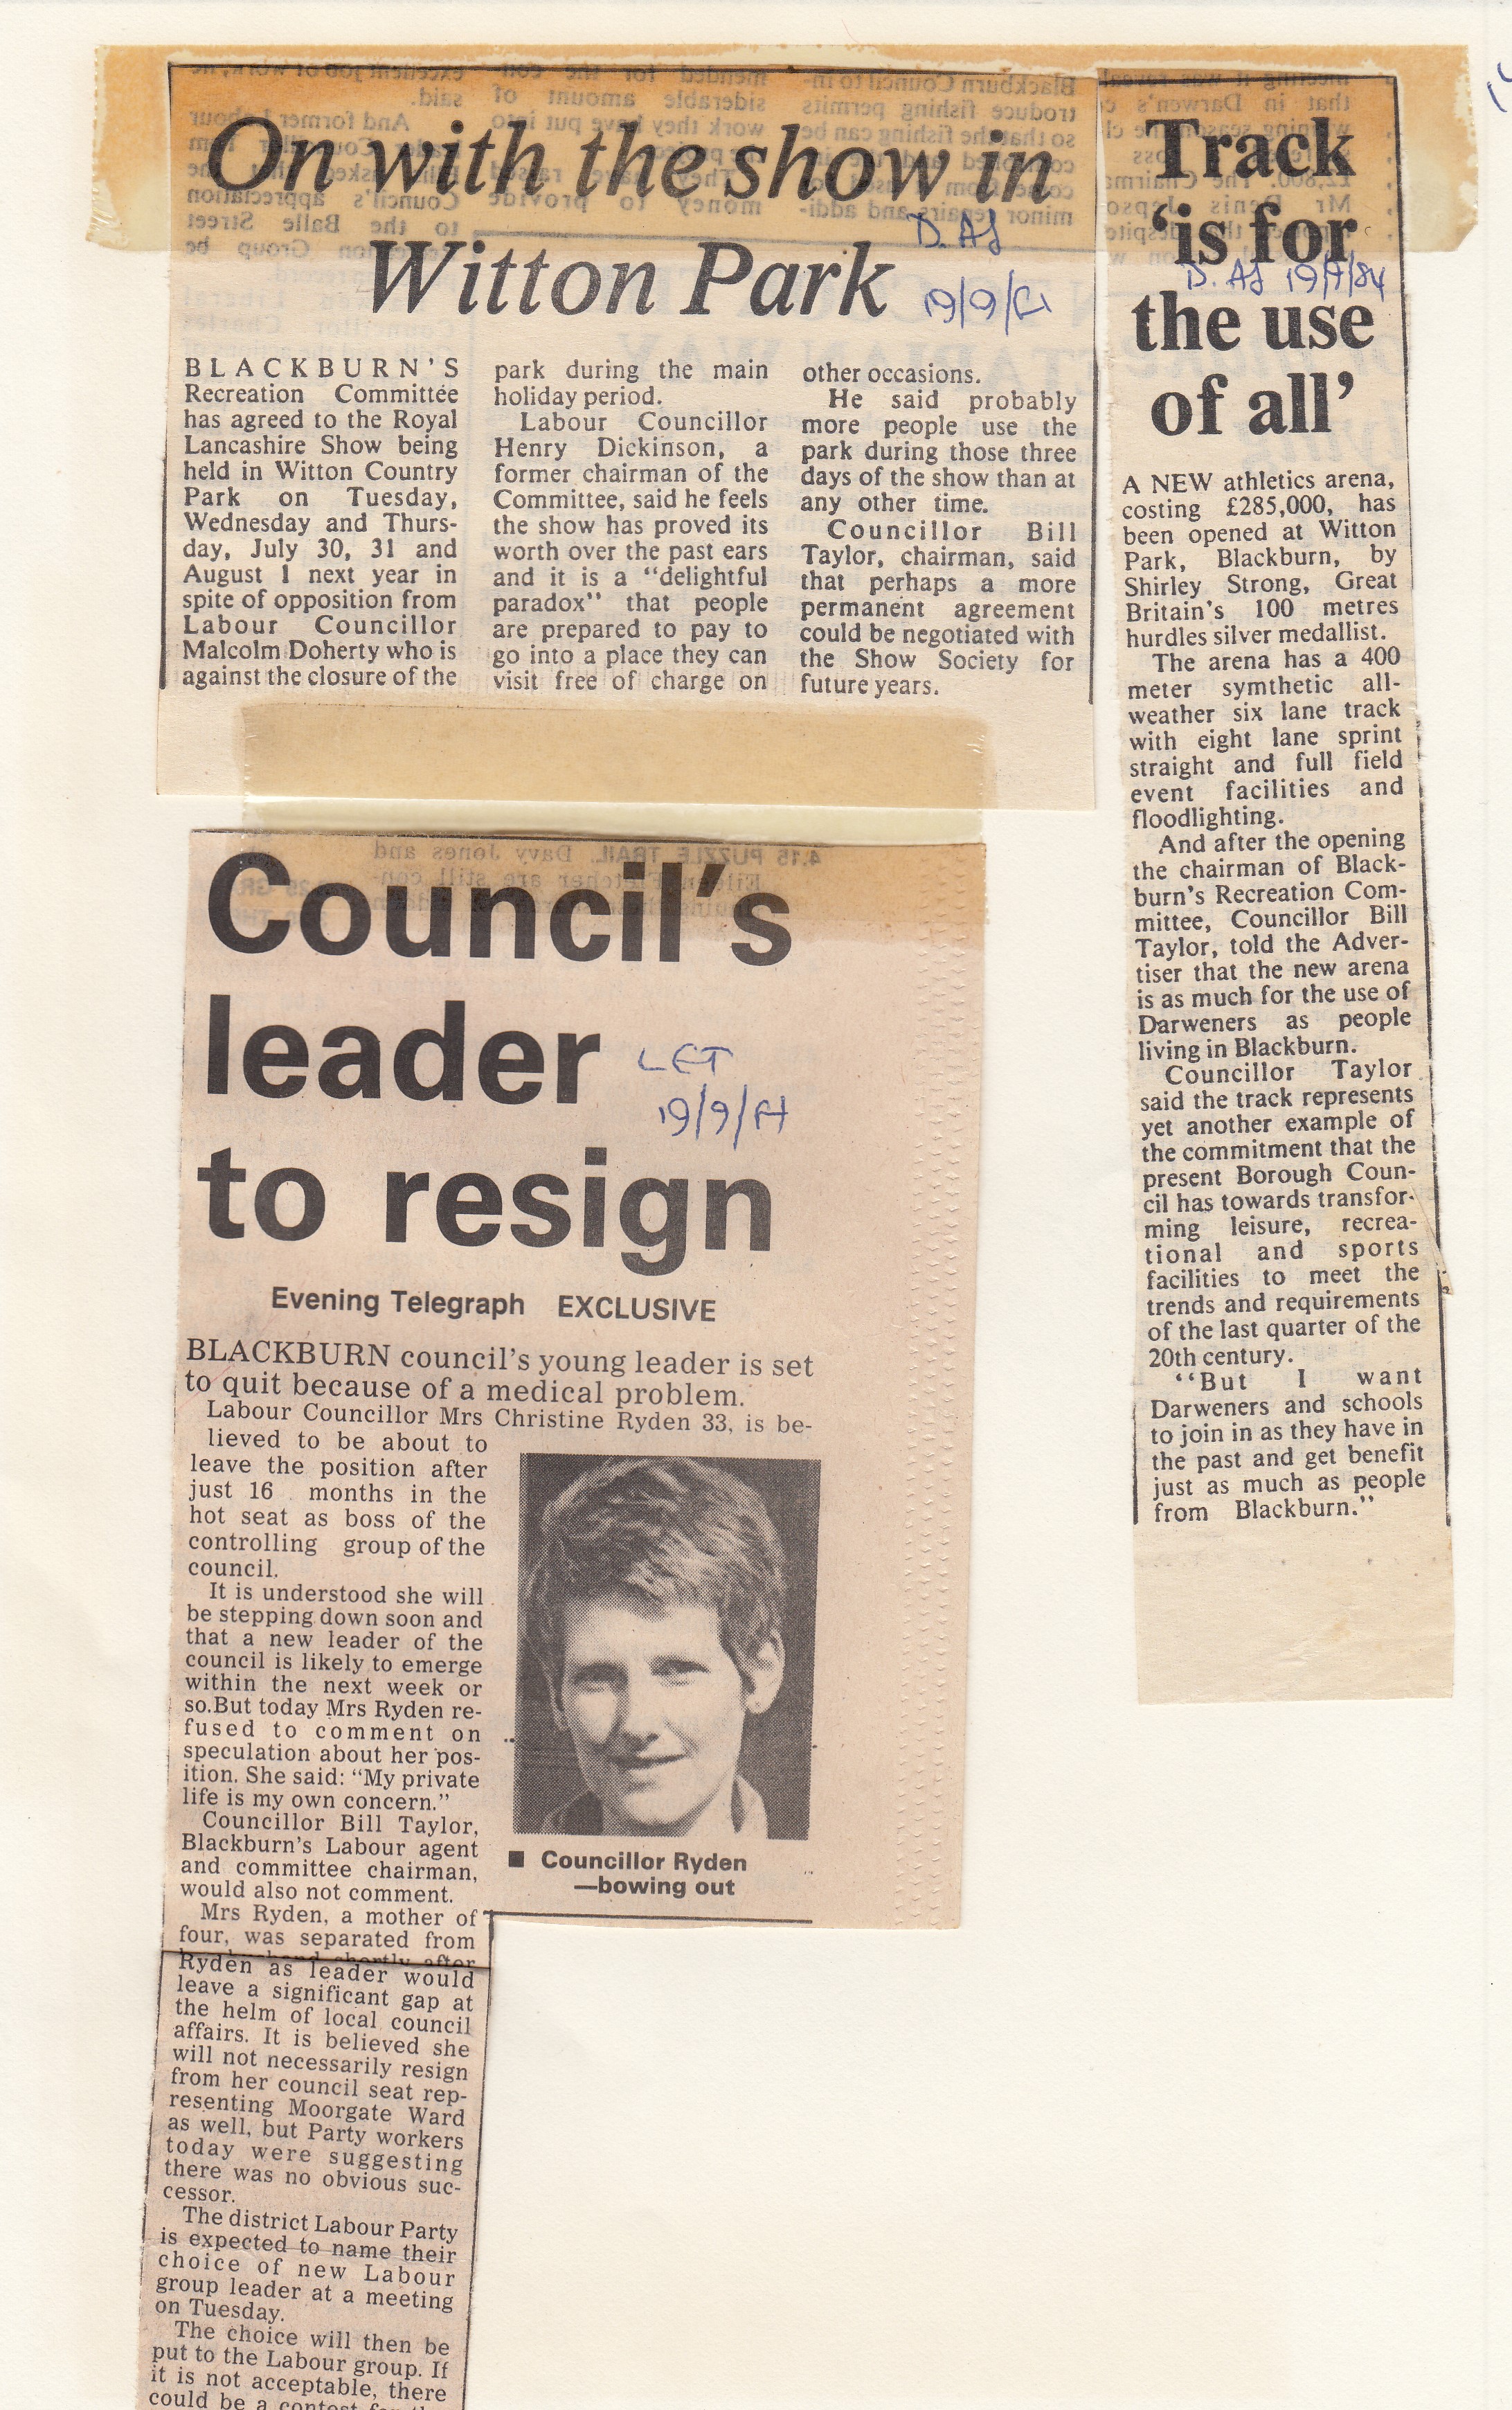 On with the show in
Witton Park
D. Ad
19/9/84
BLACKBURN'S
Recreation Committee
has agreed to the Royal
Lancashire Show being
held in Witton Country
Park on Tuesday,
Wednesday and Thurs-
day, July 30, 31 and
August 1 next year in
spite of opposition from
Labour Councillor
Malcolm Doherty who is
against the closure of the
park during the main
holiday period.
Labour Councillor
Henry Dickinson, a
former chairman of the
Committee, said he feels
the show has proved its
worth over the past ears
and it is a "delightful
paradox" that people
are prepared to pay to
go into a place they can
visit free of charge on
other occasions.
He said probably
more people use the
park during those three
days of the show than at
any other time.
Councillor Bill
Taylor, chairman, said
that perhaps a more
permanent agreement
could be negotiated with
the Show Society for
future years.
Track
'is for
D. Ad 19/9/84
the use
of all'
A NEW athletics arena,
costing £285,000, has
been opened at Witton
Park, Blackburn, by
Shirley Strong, Great
Britain's 100 metres
hurdles silver medallist.
The arena has a 400
meter symthetic all-
weather six lane track
with eight lane sprint
straight and full field
event facilities and
floodlighting.
And after the opening
the chairman of Black-
burn's Recreation Com-
mittee, Councillor Bill
Taylor, told the Adver-
tiser that the new arena
is as much for the use of
Darweners as people
living in Blackburn.
Councillor Taylor
said the track represents
yet another example of
the commitment that the
present Borough Coun-
cil has towards transfor-
ming leisure, recrea-
tional and sports
facilities to meet the
trends and requirements
of the last quarter of the
20th century.
"But I want
Darweners and schools
to join in as they have in
the past and get benefit
just as much as people
from Blackburn."
Council's
leader
to resign
LET
19/9/84
Evening Telegraph EXCLUSIVE
BLACKBURN council's young leader is set
to quit because of a medical problem.
Labour Councillor Mrs Christine Ryden 33, is be-
lieved to be about to
leave the position after
just 16 months in the
hot seat as boss of the
controlling group of the
council.
It is understood she will
be stepping down soon and
that a new leader of the
council is likely to emerge
within the next week or
so.But today Mrs Ryden re-
fused to comment on
speculation about her pos-
ition. She said: "My private
life is my own concern."
Councillor Bill Taylor,
Blackburn's Labour agent
and committee chairman,
would also not comment.
Mrs Ryden, a mother of
four, was separated from
shortly after
Ryden as leader would
leave a significant gap at
the helm of local council
affairs. It is believed she
will not necessarily resign
from her council seat rep-
resenting Moorgate Ward
as well, but Party workers
today were suggesting
there was no obvious suc-
cessor.
The district Labour Party
is expected to name their
choice of new Labour
group leader at a meeting
on Tuesday.
The choice will then be
put to the Labour group. If
it is not acceptable, there
could be a contest
■ Councillor Ryden
—bowing out